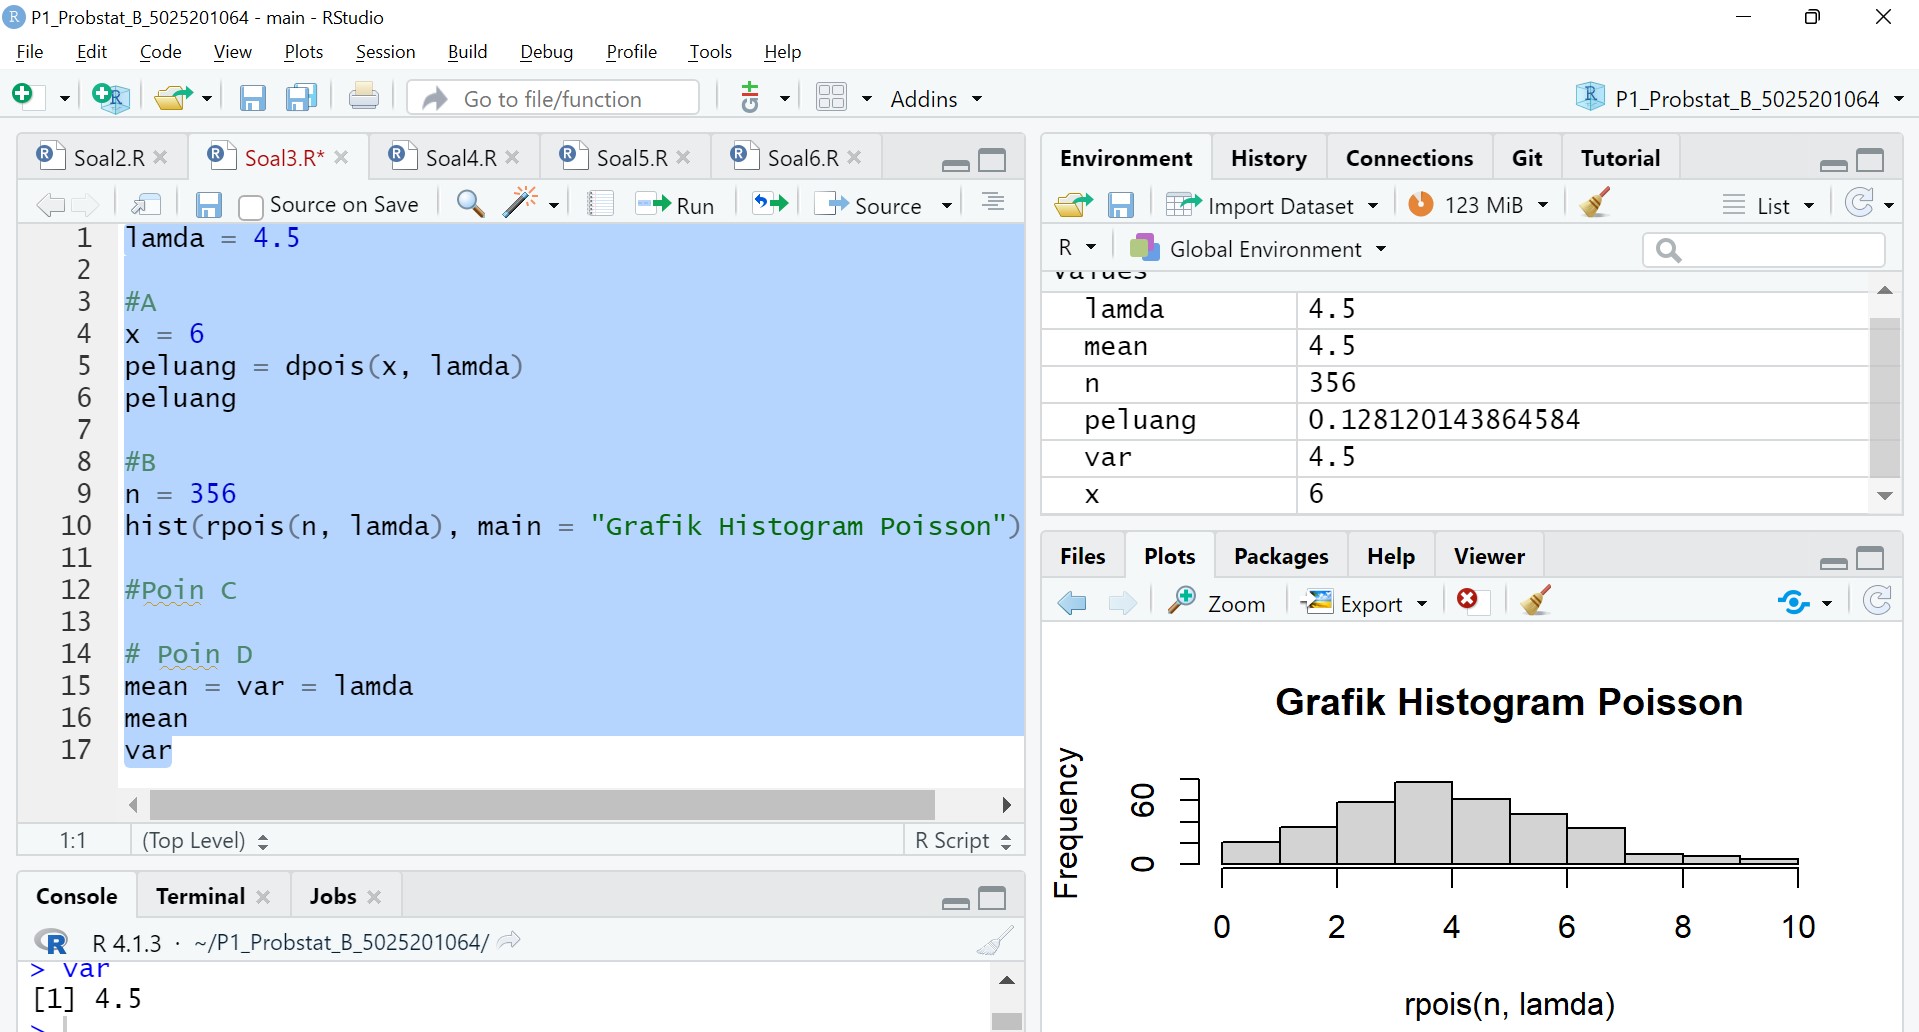 P1_Probstat_B_5025201064 - main - RStudio
File Edit Code View Plots Session Build Debug Profile Tools Help
Go to file/function Addins P1_Probstat_B_5025201064
Soal2.R Soal3.R* Soal4.R Soal5.R Soal6.R
Source on Save Run Source
1 lamda = 4.5
2
3 #A
4 x = 6
5 peluang = dpois(x, lamda)
6 peluang
7
8 #B
9 n = 356
10 hist(rpois(n, lamda), main = "Grafik Histogram Poisson")
11
12 #Poin C
13
14 # Poin D
15 mean = var = lamda
16 mean
17 var
1:1 (Top Level) R Script
Console Terminal Jobs
R 4.1.3 · ~/P1_Probstat_B_5025201064/
> var
[1] 4.5
>
Environment History Connections Git Tutorial
Import Dataset 123 MiB List
R Global Environment
values
lamda 4.5
mean 4.5
n 356
peluang 0.128120143864584
var 4.5
x 6
Files Plots Packages Help Viewer
Zoom Export
Grafik Histogram Poisson
Frequency
60
0
0 2 4 6 8 10
rpois(n, lamda)